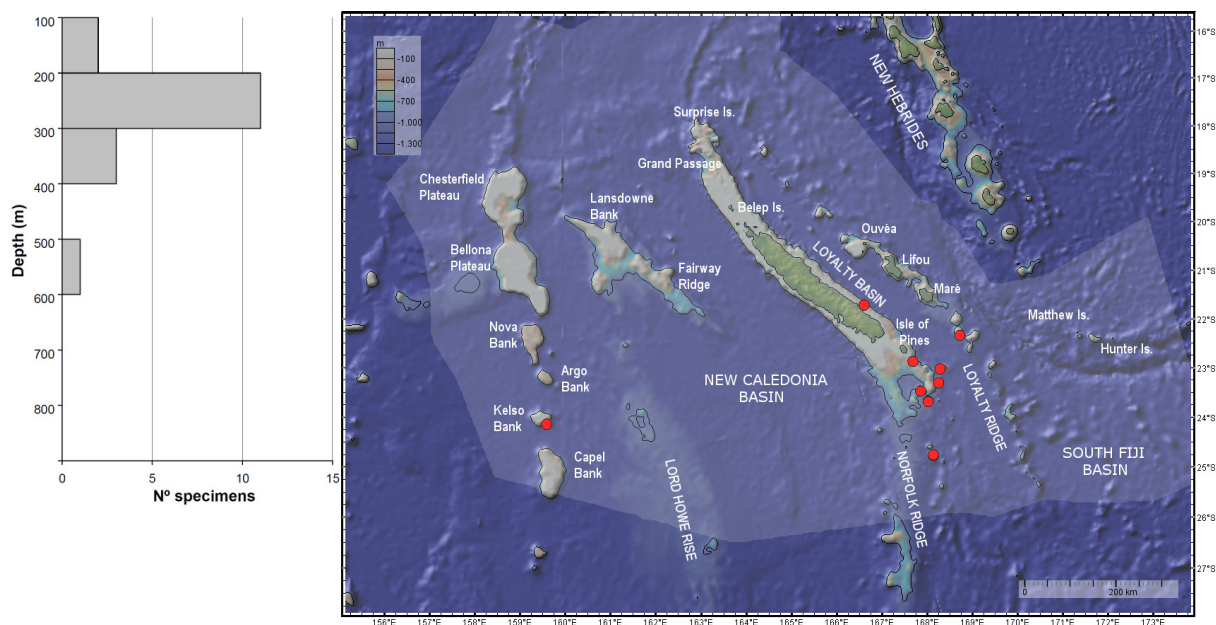 100
200
300
400
500
600
700
800
Depth (m)
0
5
10
15
Nº specimens
m
-100
-400
-700
-1.000
-1.300
Surprise Is.
Grand Passage
Chesterfield
Plateau
Lansdowne
Bank
Belep Is.
Bellona
Plateau
Fairway
Ridge
Nova
Bank
Argo
Bank
Kelso
Bank
Capel
Bank
NEW CALEDONIA
BASIN
LORD HOWE RISE
NEW HEBRIDES
Ouvèa
Lifou
Marè
LOYALTY BASIN
Isle of
Pines
Matthew Is.
Hunter Is.
LOYALTY RIDGE
NORFOLK RIDGE
SOUTH FIJI
BASIN
0
200 km
16°S
17°S
18°S
19°S
20°S
21°S
22°S
23°S
24°S
25°S
26°S
27°S
156°E
157°E
158°E
159°E
160°E
161°E
162°E
163°E
164°E
165°E
166°E
167°E
168°E
169°E
170°E
171°E
172°E
173°E